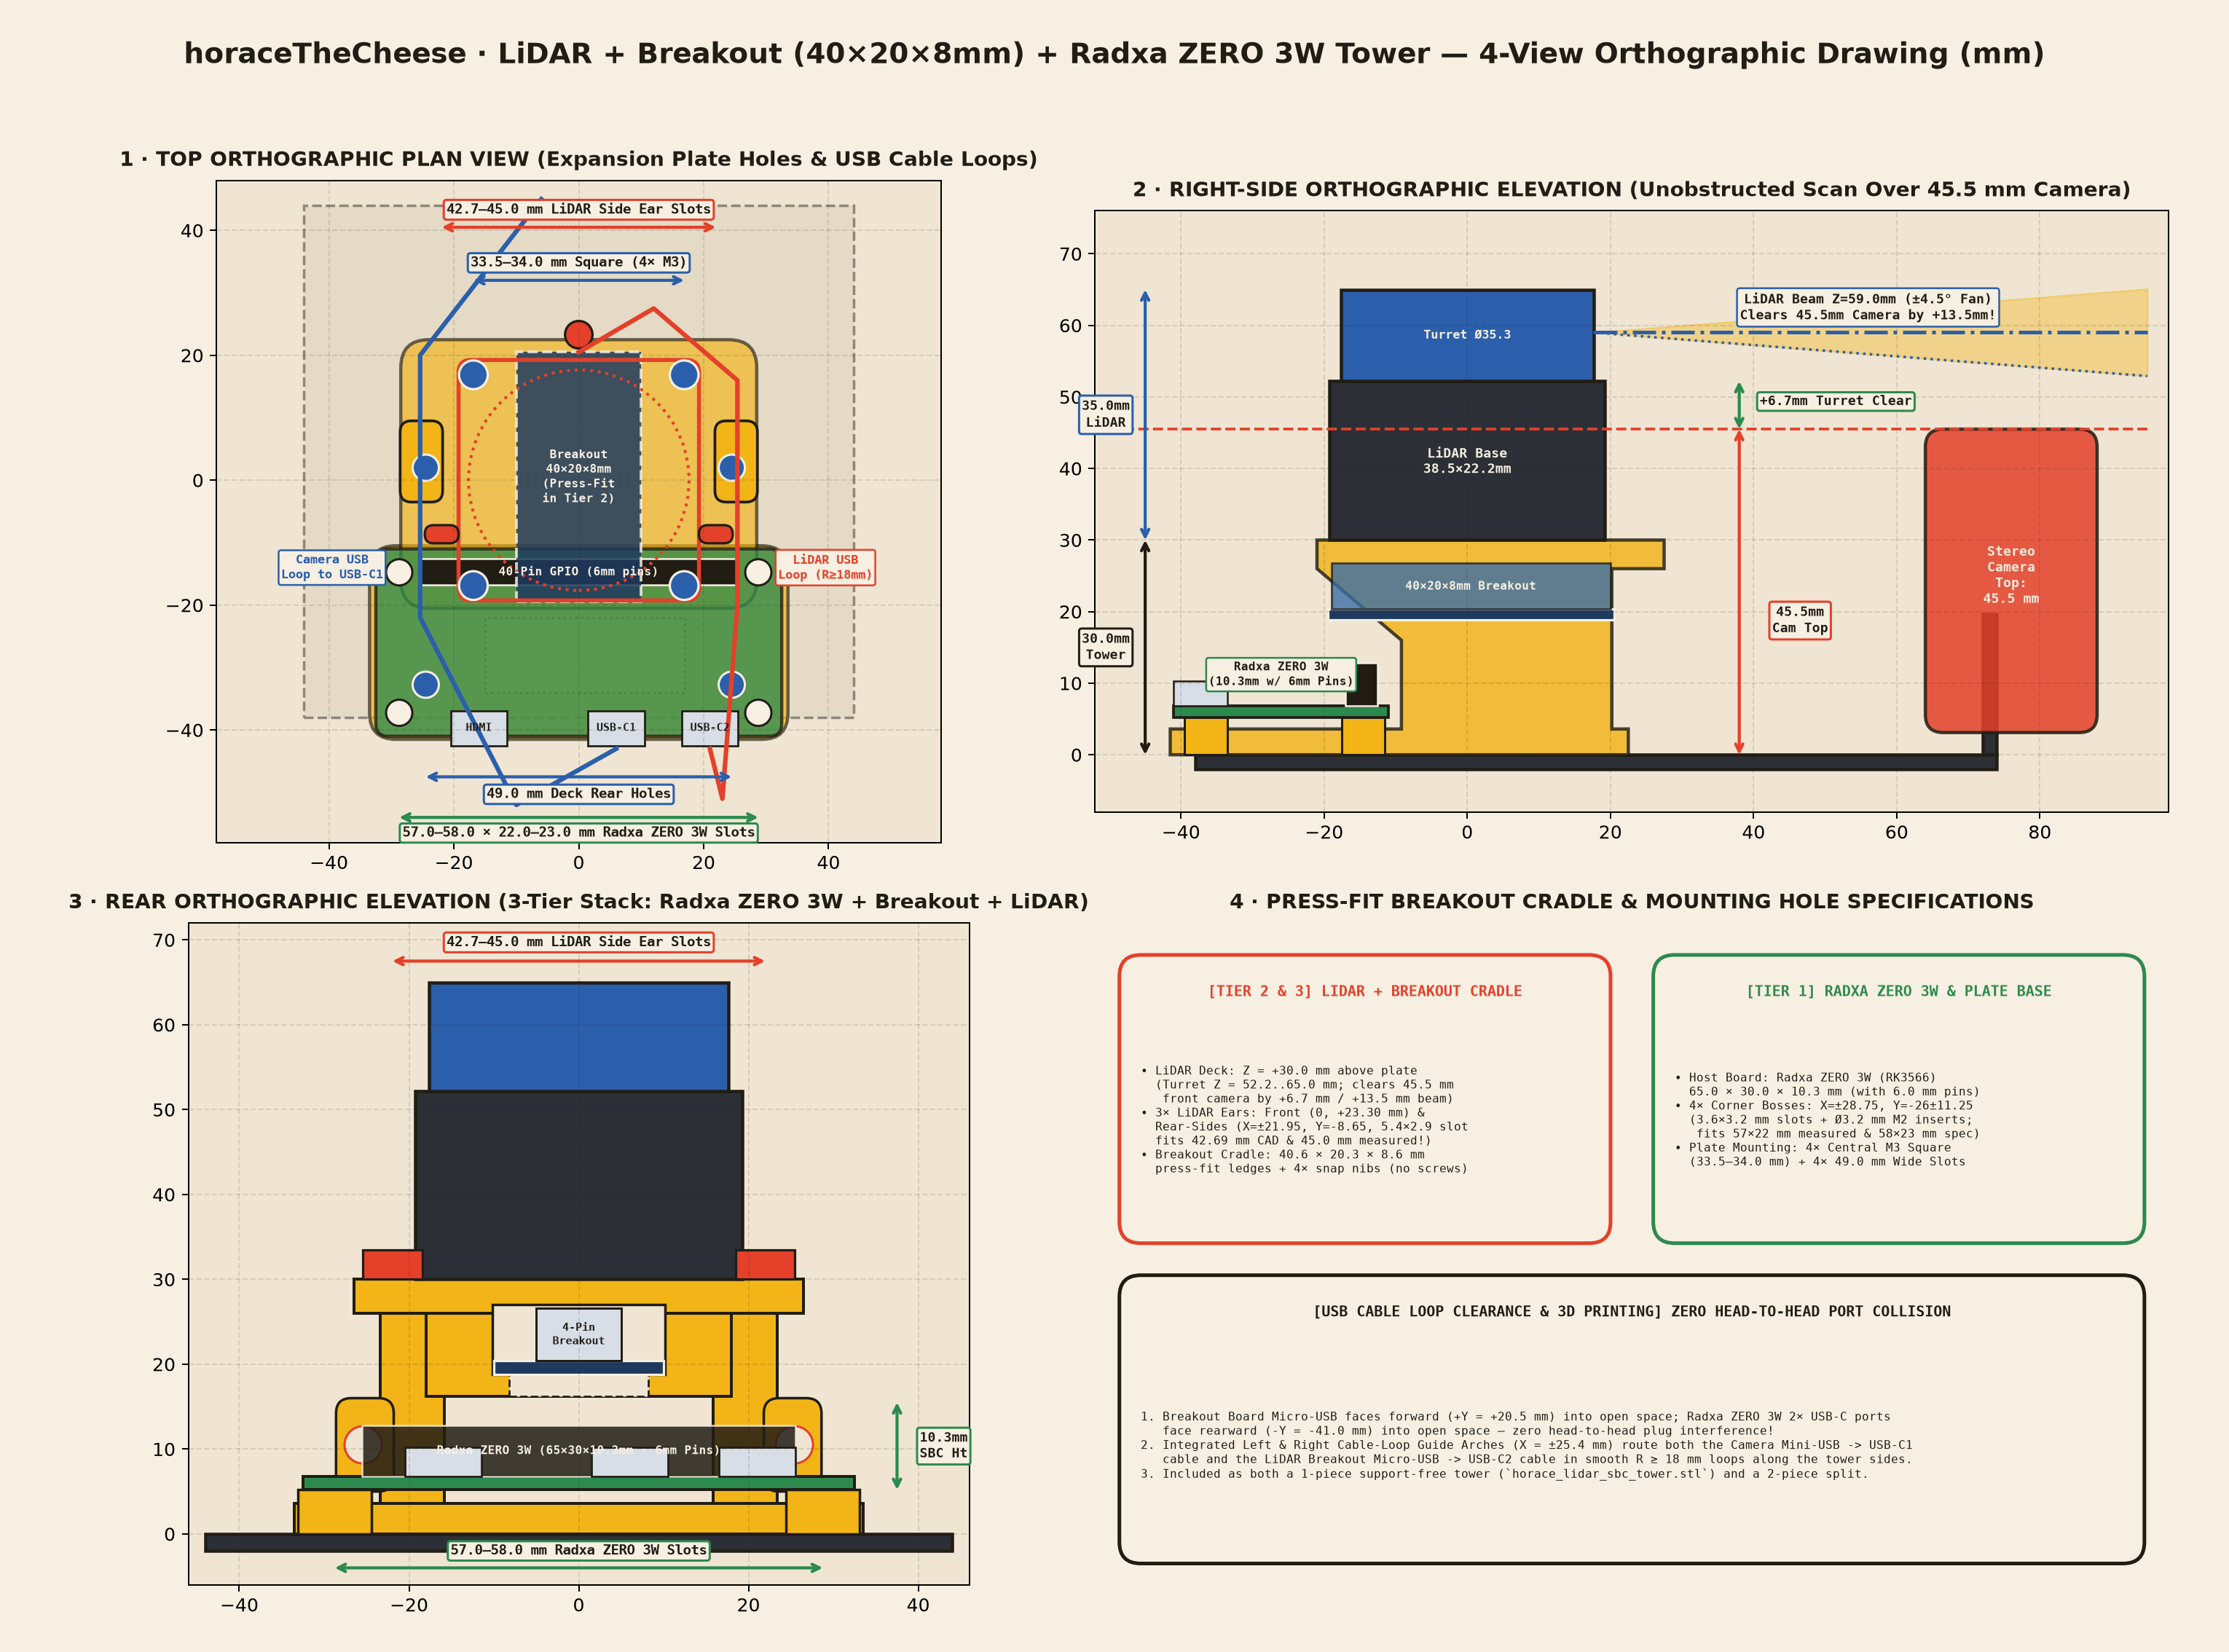 horaceTheCheese · LiDAR + Breakout (40×20×8mm) + Radxa ZERO 3W Tower — 4-View Orthographic Drawing (mm)
1 · TOP ORTHOGRAPHIC PLAN VIEW (Expansion Plate Holes & USB Cable Loops)
42.7–45.0 mm LiDAR Side Ear Slots
33.5–34.0 mm Square (4× M3)
Breakout
40×20×8mm
(Press-Fit
in Tier 2)
Camera USB
Loop to USB-C1
40-Pin GPIO (6mm pins)
LiDAR USB
Loop (R≥18mm)
HDMI
USB-C1
USB-C2
49.0 mm Deck Rear Holes
57.0–58.0 × 22.0–23.0 mm Radxa ZERO 3W Slots
40
20
0
−20
−40
−40
−20
0
20
40
2 · RIGHT-SIDE ORTHOGRAPHIC ELEVATION (Unobstructed Scan Over 45.5 mm Camera)
Turret Ø35.3
LiDAR Beam Z=59.0mm (±4.5° Fan)
Clears 45.5mm Camera by +13.5mm!
+6.7mm Turret Clear
35.0mm
LiDAR
LiDAR Base
38.5×22.2mm
40×20×8mm Breakout
Stereo
Camera
Top:
45.5 mm
45.5mm
Cam Top
30.0mm
Tower
Radxa ZERO 3W
(10.3mm w/ 6mm Pins)
70
60
50
40
30
20
10
0
−40
−20
0
20
40
60
80
3 · REAR ORTHOGRAPHIC ELEVATION (3-Tier Stack: Radxa ZERO 3W + Breakout + LiDAR)
42.7–45.0 mm LiDAR Side Ear Slots
4-Pin
Breakout
Radxa ZERO 3W (65×30×10.3mm · 6mm Pins)
10.3mm
SBC Ht
57.0–58.0 mm Radxa ZERO 3W Slots
70
60
50
40
30
20
10
0
−40
−20
0
20
40
4 · PRESS-FIT BREAKOUT CRADLE & MOUNTING HOLE SPECIFICATIONS
[TIER 2 & 3] LIDAR + BREAKOUT CRADLE
• LiDAR Deck: Z = +30.0 mm above plate
(Turret Z = 52.2..65.0 mm; clears 45.5 mm
front camera by +6.7 mm / +13.5 mm beam)
• 3× LiDAR Ears: Front (0, +23.30 mm) &
Rear-Sides (X=±21.95, Y=-8.65, 5.4×2.9 slot
fits 42.69 mm CAD & 45.0 mm measured!)
• Breakout Cradle: 40.6 × 20.3 × 8.6 mm
press-fit ledges + 4× snap nibs (no screws)
[TIER 1] RADXA ZERO 3W & PLATE BASE
• Host Board: Radxa ZERO 3W (RK3566)
65.0 × 30.0 × 10.3 mm (with 6.0 mm pins)
• 4× Corner Bosses: X=±28.75, Y=-26±11.25
(3.6×3.2 mm slots + Ø3.2 mm M2 inserts;
fits 57×22 mm measured & 58×23 mm spec)
• Plate Mounting: 4× Central M3 Square
(33.5–34.0 mm) + 4× 49.0 mm Wide Slots
[USB CABLE LOOP CLEARANCE & 3D PRINTING] ZERO HEAD-TO-HEAD PORT COLLISION
1. Breakout Board Micro-USB faces forward (+Y = +20.5 mm) into open space; Radxa ZERO 3W 2× USB-C ports
face rearward (-Y = -41.0 mm) into open space — zero head-to-head plug interference!
2. Integrated Left & Right Cable-Loop Guide Arches (X = ±25.4 mm) route both the Camera Mini-USB -> USB-C1
cable and the LiDAR Breakout Micro-USB -> USB-C2 cable in smooth R ≥ 18 mm loops along the tower sides.
3. Included as both a 1-piece support-free tower (`horace_lidar_sbc_tower.stl`) and a 2-piece split.